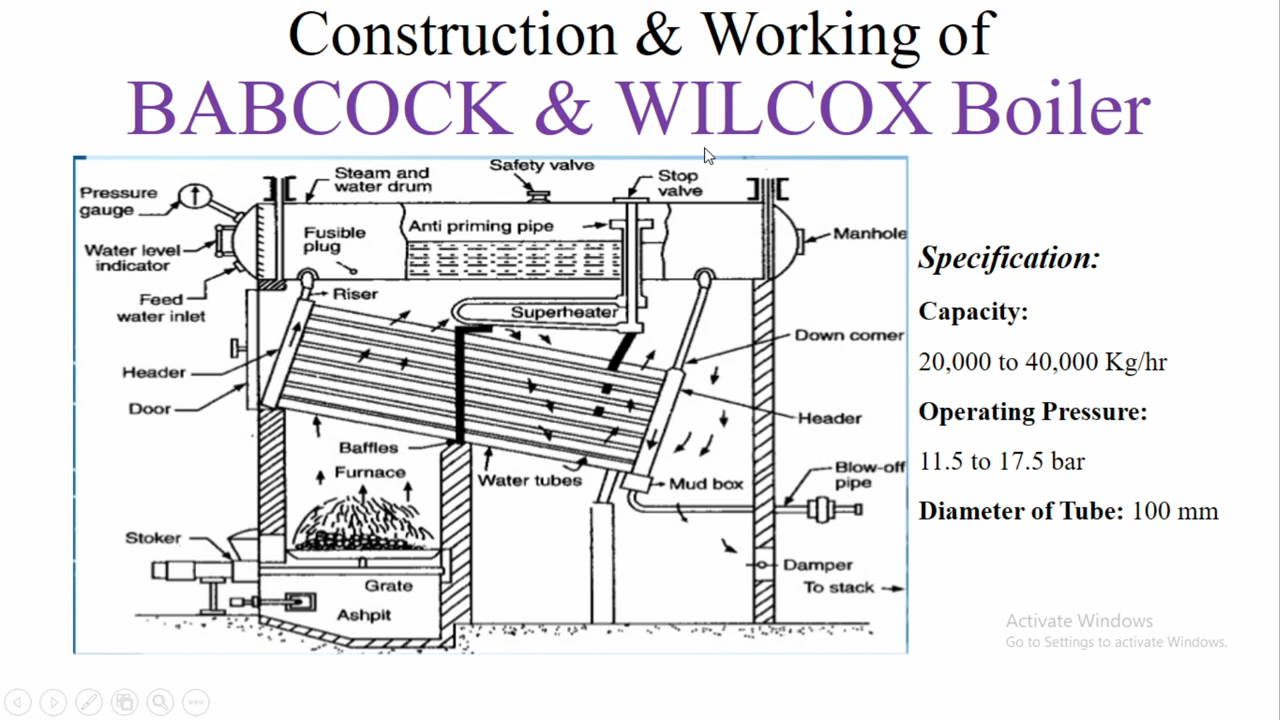 Construction & Working of
BABCOCK & WILCOX Boiler
Pressure
gauge
Steam and
water drum
Safety valve
Stop
valve
Water level
indicator
Fusible
plug
Anti priming pipe
Manhole
Feed
water inlet
Riser
Superheater
Down corner
Header
Door
Header
Baffles
Furnace
Water tubes
Mud box
Blow-off
pipe
Stoker
Grate
Ashpit
Damper
To stack
Specification:
Capacity:
20,000 to 40,000 Kg/hr
Operating Pressure:
11.5 to 17.5 bar
Diameter of Tube: 100 mm
Activate Windows
Go to Settings to activate Windows.